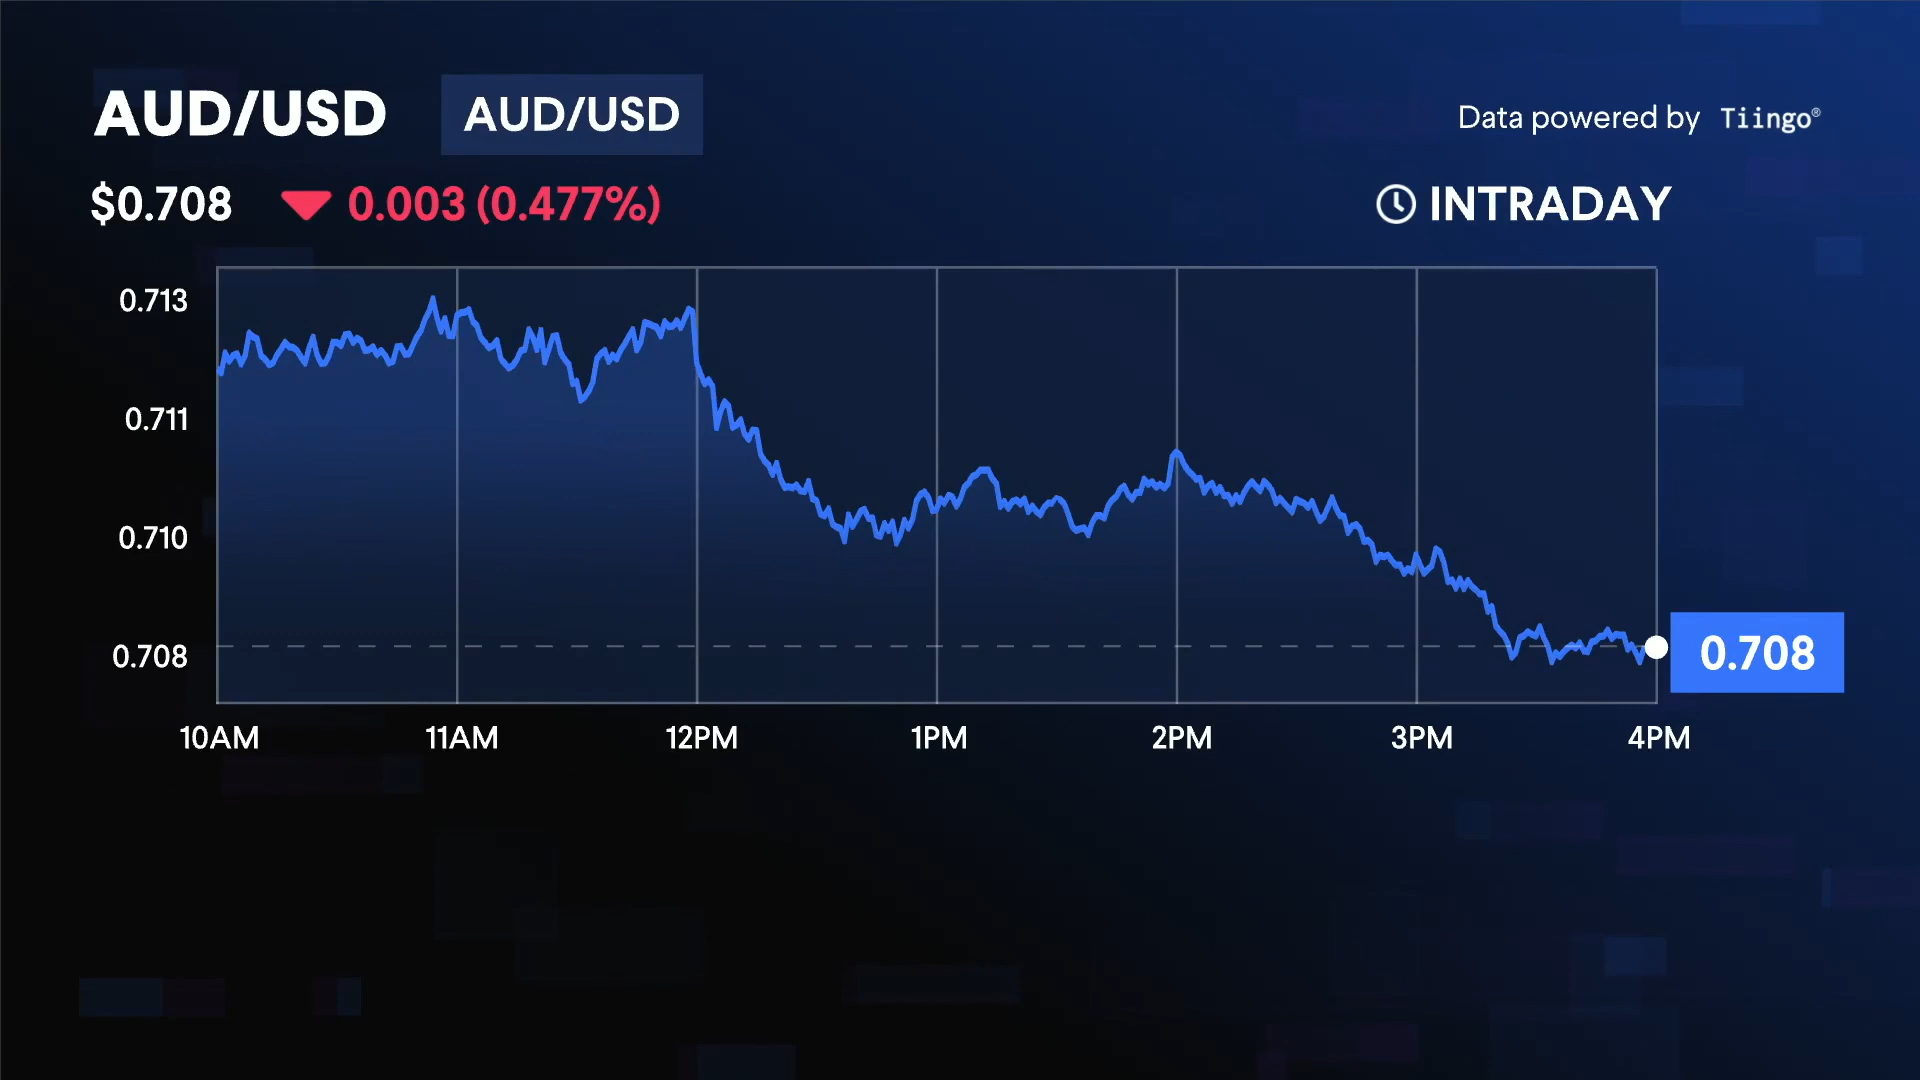 AUD/USD AUD/USD
Data powered by Tiingo®
$0.708 0.003 (0.477%)
INTRADAY
0.713
0.711
0.710
0.708
0.708
10AM 11AM 12PM 1PM 2PM 3PM 4PM